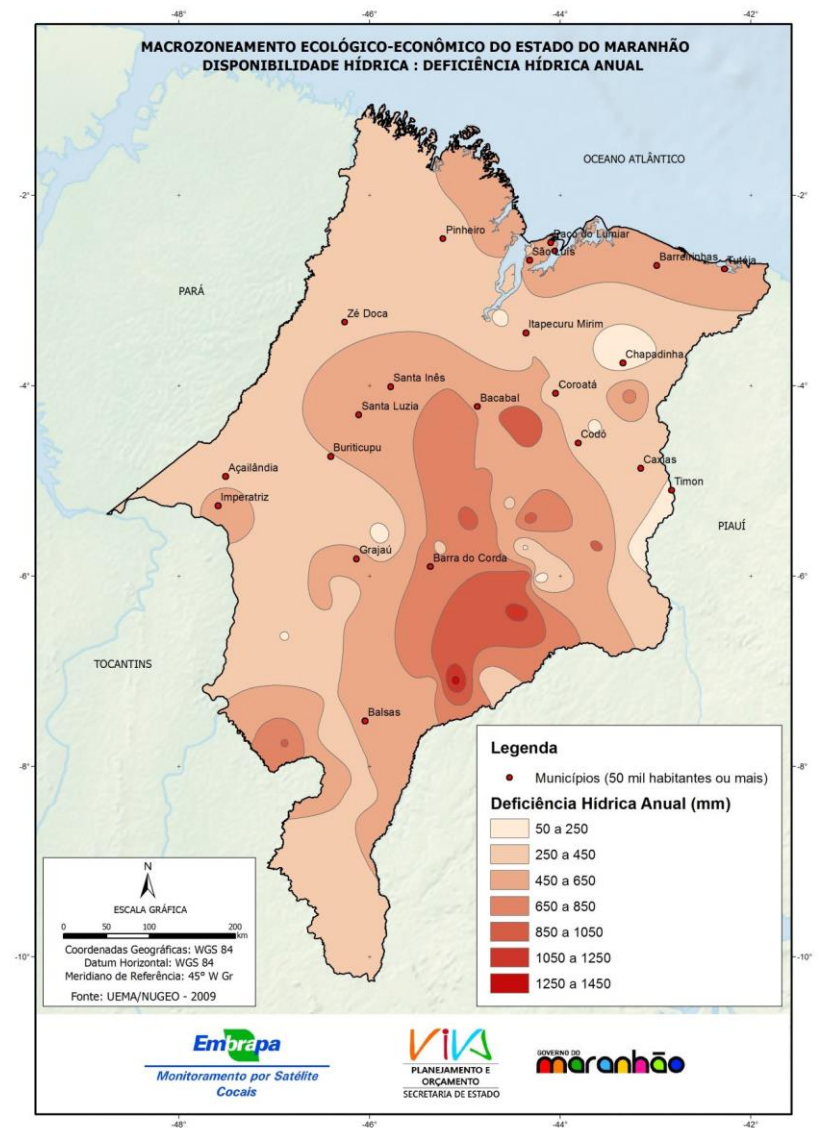 -48°
-46°
-44°
-42°
MACROZONEAMENTO ECOLÓGICO-ECONÔMICO DO ESTADO DO MARANHÃO
DISPONIBILIDADE HÍDRICA : DEFICIÊNCIA HÍDRICA ANUAL
OCEANO ATLÂNTICO
-2°
-2°
Pinheiro
Paço do Lumiar
São Luís
Barreirinhas
Tutóia
PARÁ
Zé Doca
Itapecuru Mirim
Chapadinha
-4°
-4°
Santa Inês
Santa Luzia
Bacabal
Coroatá
Codó
Buriticupu
Açailândia
Caxias
Timon
Imperatriz
PIAUÍ
Grajaú
Barra do Corda
-6°
-6°
TOCANTINS
Balsas
-8°
-8°
Legenda
Municípios (50 mil habitantes ou mais)
Deficiência Hídrica Anual (mm)
50 a 250
250 a 450
450 a 650
650 a 850
850 a 1050
1050 a 1250
1250 a 1450
N
ESCALA GRÁFICA
0 50 100 200
km
Coordenadas Geográficas: WGS 84
Datum Horizontal: WGS 84
Meridiano de Referência: 45° W Gr
Fonte: UEMA/NUGEO - 2009
-10°
-10°
Embrapa
Monitoramento por Satélite
Cocais
VIVA
PLANEJAMENTO E
ORÇAMENTO
SECRETARIA DE ESTADO
GOVERNO DO
maranhão
-48°
-46°
-44°
-42°